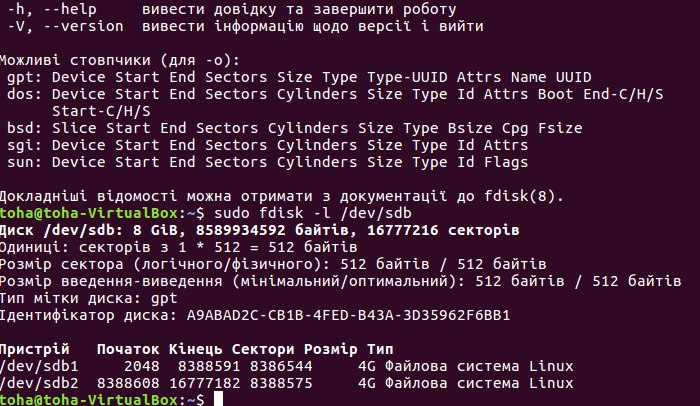 -h, --help    вивести довідку та завершити роботу
-V, --version  вивести інформацію щодо версії і вийти
Можливі стовпчики (для -o):
gpt: Device Start End Sectors Size Type Type-UUID Attrs Name UUID
dos: Device Start End Sectors Cylinders Size Type Id Attrs Boot End-C/H/S
Start-C/H/S
bsd: Slice Start End Sectors Cylinders Size Type Bsize Cpg Fsize
sgi: Device Start End Sectors Cylinders Size Type Id Attrs
sun: Device Start End Sectors Cylinders Size Type Id Flags
Докладніші відомості можна отримати з документації до fdisk(8).
toha@toha-VirtualBox:~$ sudo fdisk -l /dev/sdb
Диск /dev/sdb: 8 GiB, 8589934592 байтів, 16777216 секторів
Одиниці: секторів з 1 * 512 = 512 байтів
Розмір сектора (логічного/фізичного): 512 байтів / 512 байтів
Розмір введення-виведення (мінімальний/оптимальний): 512 байтів / 512 байтів
Тип мітки диска: gpt
Ідентифікатор диска: A9ABAD2C-CB1B-4FED-B43A-3D35962F6BB1
Пристрій   Початок Кінець Сектори Розмір Тип
/dev/sdb1     2048  8388591 8386544     4G Файлова система Linux
/dev/sdb2  8388608 16777182 8388575     4G Файлова система Linux
toha@toha-VirtualBox:~$